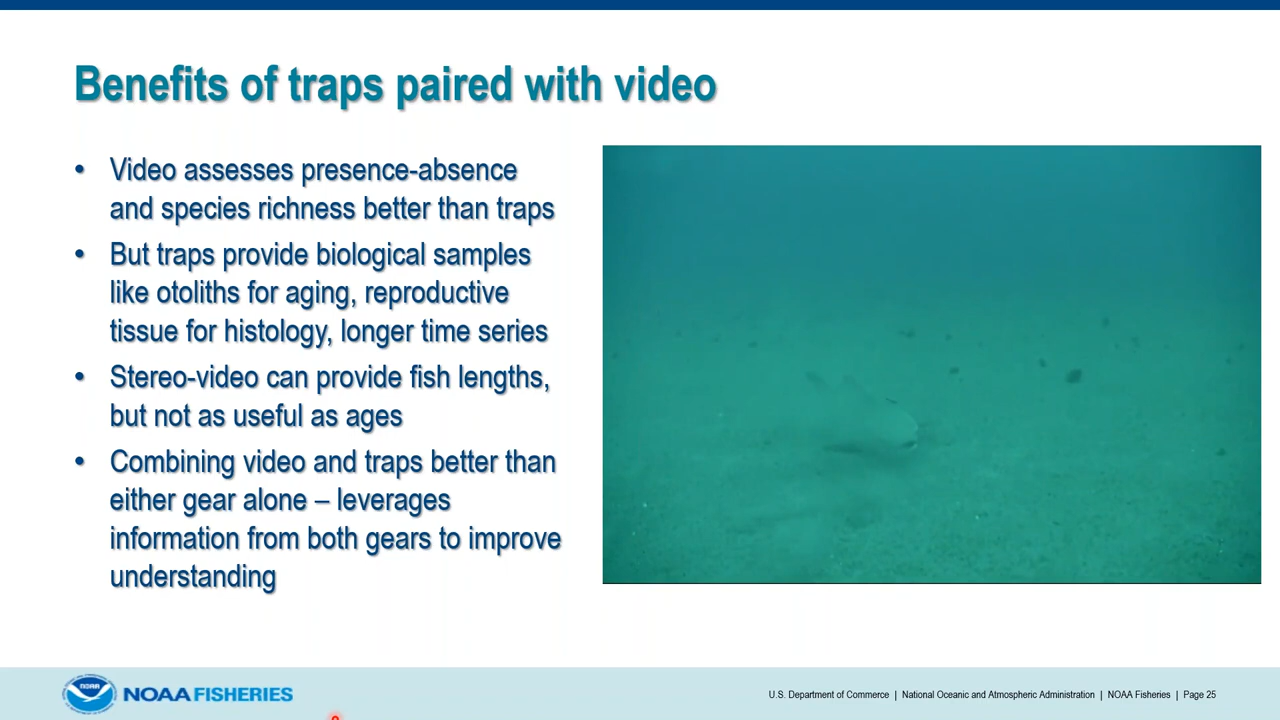 Benefits of traps paired with video
• Video assesses presence-absence
and species richness better than traps
• But traps provide biological samples
like otoliths for aging, reproductive
tissue for histology, longer time series
• Stereo-video can provide fish lengths,
but not as useful as ages
• Combining video and traps better than
either gear alone – leverages
information from both gears to improve
understanding
NOAA
NOAA FISHERIES
U.S. Department of Commerce | National Oceanic and Atmospheric Administration | NOAA Fisheries | Page 25